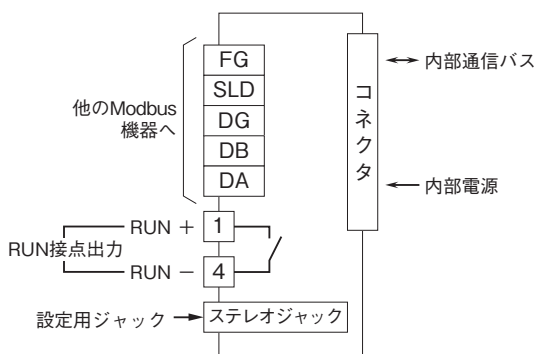 FG
SLD
DG
DB
DA
他のModbus
機器へ
コネクタ
内部通信バス
内部電源
RUN + 1
RUN接点出力
RUN − 4
設定用ジャック
ステレオジャック